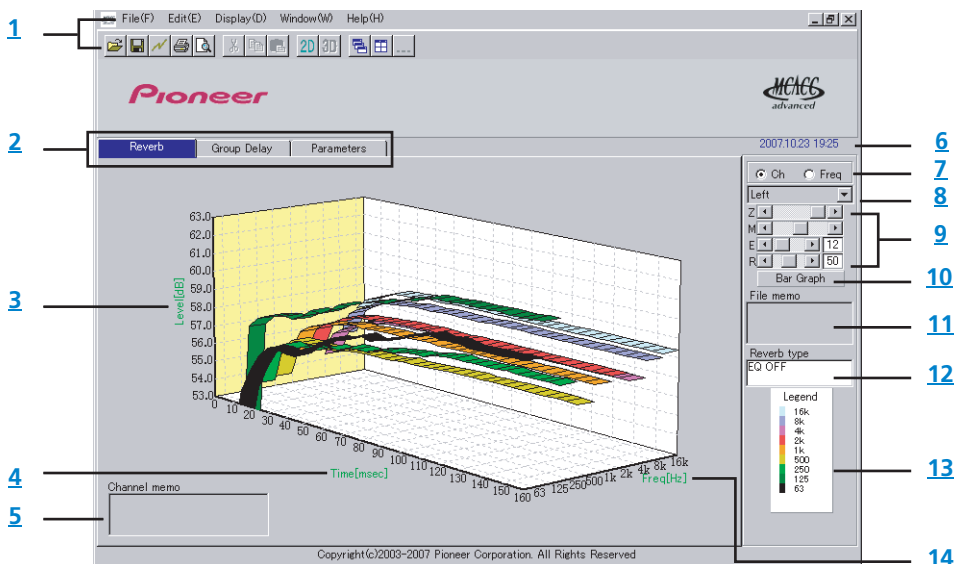 1
File(F) Edit(E) Display(D) Window(W) Help(H)
2D 3D
Pioneer
MCACC
advanced
2
Reverb Group Delay Parameters
2007.10.23 19:25
6
Ch Freq
7
Left
8
Z
M
E 12
R 50
9
Bar Graph
10
File memo
11
Reverb type
EQ OFF
12
Legend
16k
8k
4k
2k
1k
500
250
125
63
13
3
Level[dB]
63.0
62.0
61.0
60.0
59.0
58.0
57.0
56.0
55.0
54.0
53.0
0 10 20 30 40 50 60 70 80 90 100 110 120 130 140 150 160
63 125 250 500 1k 2k 4k 8k 16k
4
Time[msec]
Freq[Hz]
14
5
Channel memo
Copyright(c)2003-2007 Pioneer Corporation. All Rights Reserved